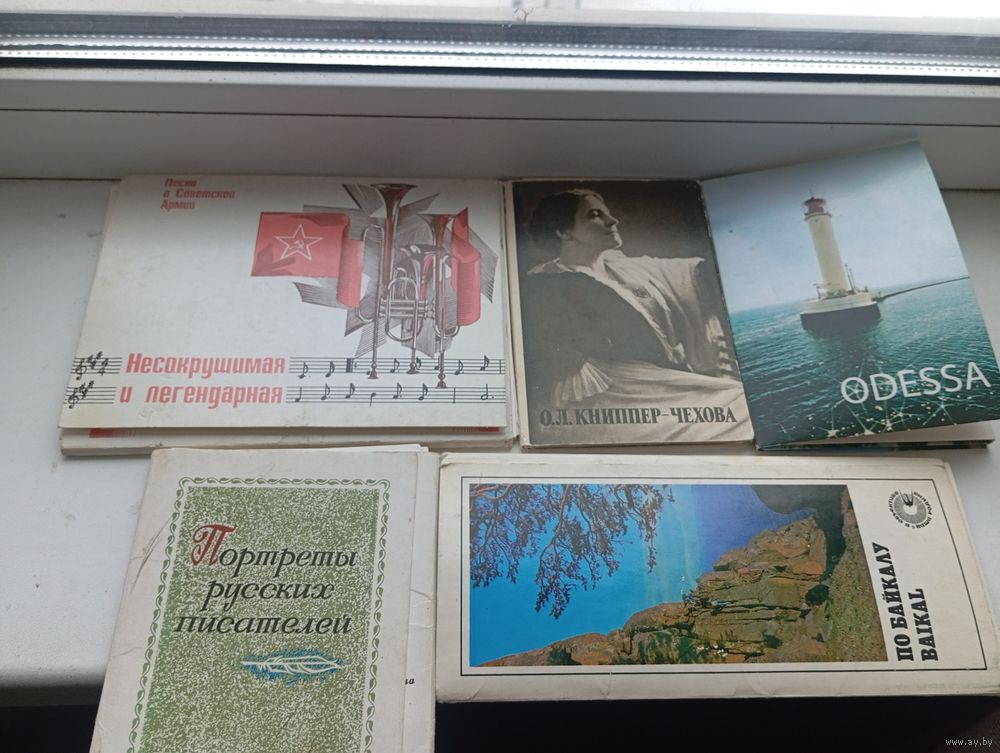 Песни
о Советской
Армии
Несокрушимая
и легендарная
О.Л. КНИППЕР-ЧЕХОВА
ODESSA
Портреты
русских
писателей
ПО БАЙКАЛУ
BAIKAL
www.ay.by